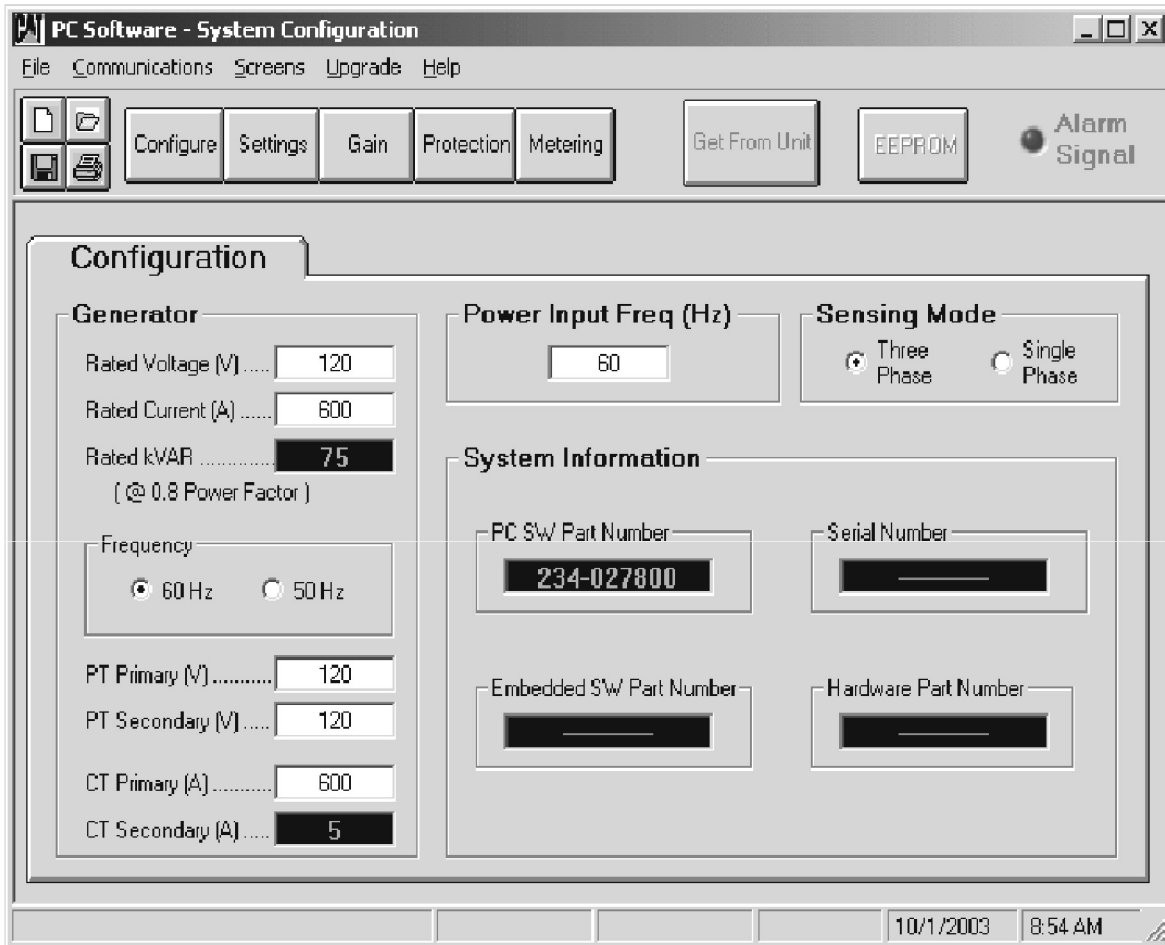 PC Software - System Configuration
File Communications Screens Upgrade Help
Configure Settings Gain Protection Metering Get From Unit EEPROM Alarm Signal
Configuration
Generator
Rated Voltage (V) ..... 120
Rated Current (A) ...... 600
Rated kVAR .............. 75
( @ 0.8 Power Factor )
Frequency
60 Hz 50 Hz
PT Primary (V) ........... 120
PT Secondary (V) ..... 120
CT Primary (A) ........... 600
CT Secondary (A) ..... 5
Power Input Freq (Hz)
60
Sensing Mode
Three Phase Single Phase
System Information
PC SW Part Number
234-027800
Serial Number
Embedded SW Part Number
Hardware Part Number
10/1/2003 8:54 AM